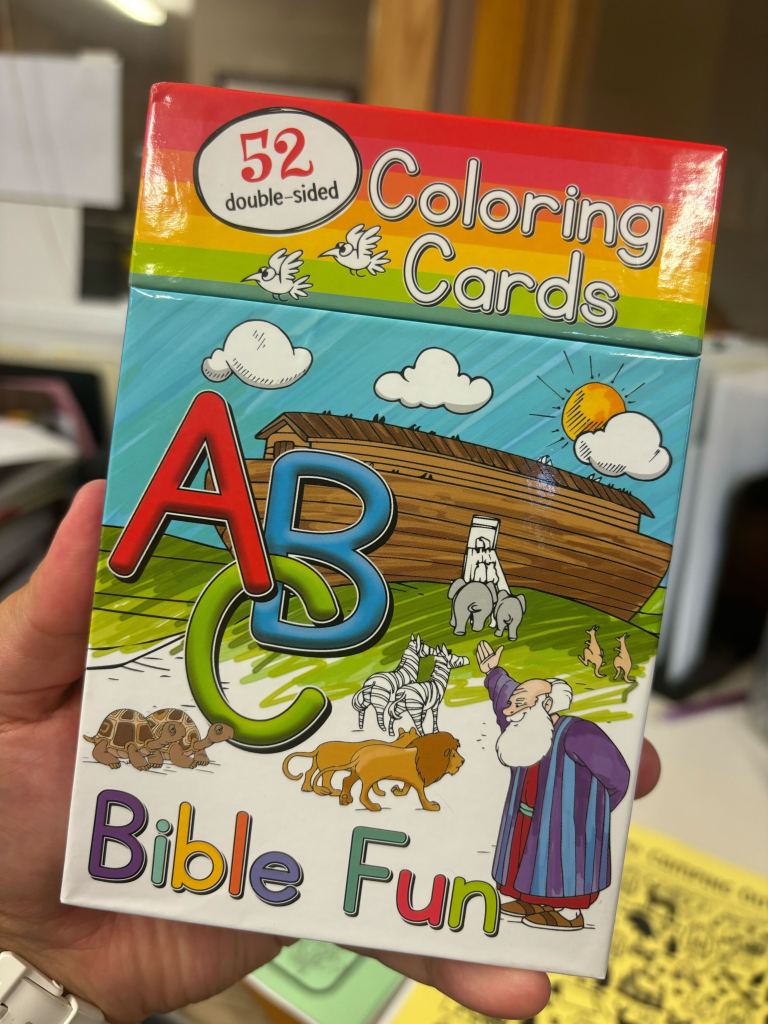 52
double-sided
Coloring
Cards
ABC
Bible Fun